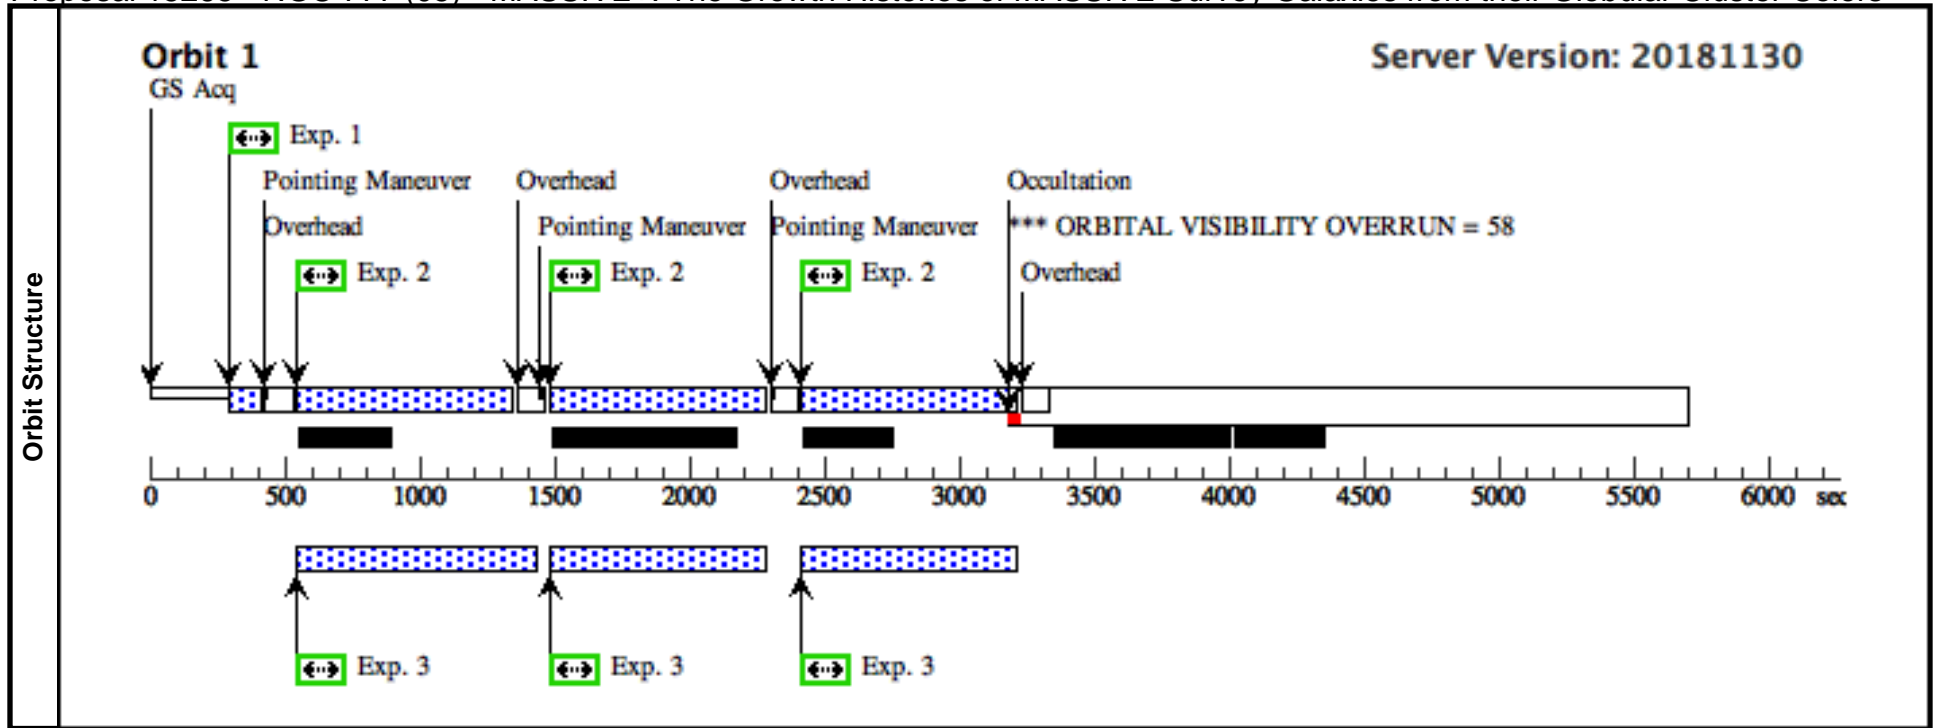 Orbit 1
Server Version: 20181130
GS Acq
Exp. 1
Pointing Maneuver
Overhead
Overhead
Occultation
Overhead
Pointing Maneuver
Pointing Maneuver
*** ORBITAL VISIBILITY OVERRUN = 58
Exp. 2
Exp. 2
Exp. 2
Overhead
Orbit Structure
0 500 1000 1500 2000 2500 3000 3500 4000 4500 5000 5500 6000 sec
Exp. 3
Exp. 3
Exp. 3